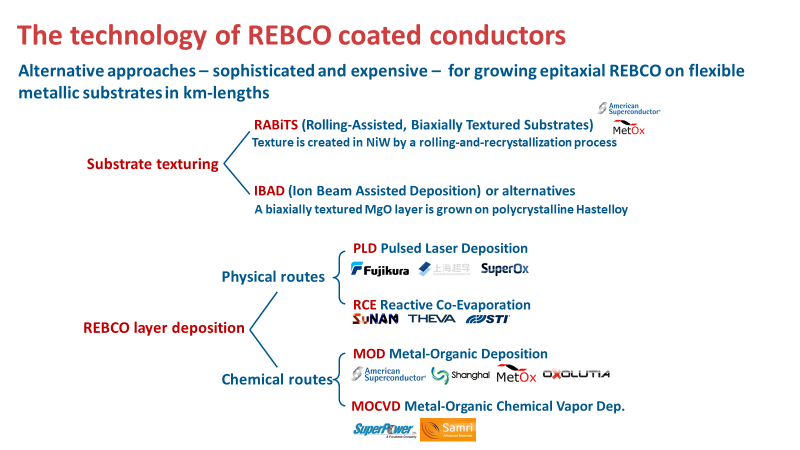 The technology of REBCO coated conductors
Alternative approaches – sophisticated and expensive – for growing epitaxial REBCO on flexible
metallic substrates in km-lengths
American
Superconductor
RABiTS (Rolling-Assisted, Biaxially Textured Substrates)
MetOx
Texture is created in NiW by a rolling-and-recrystallization process
Substrate texturing
IBAD (Ion Beam Assisted Deposition) or alternatives
A biaxially textured MgO layer is grown on polycrystalline Hastelloy
PLD Pulsed Laser Deposition
Fujikura 上海超导 SuperOx
Physical routes
RCE Reactive Co-Evaporation
SuNAM THEVA STI
REBCO layer deposition
MOD Metal-Organic Deposition
American
Superconductor Shanghai MetOx OXOLUTIA
Chemical routes
MOCVD Metal-Organic Chemical Vapor Dep.
SuperPower Samri